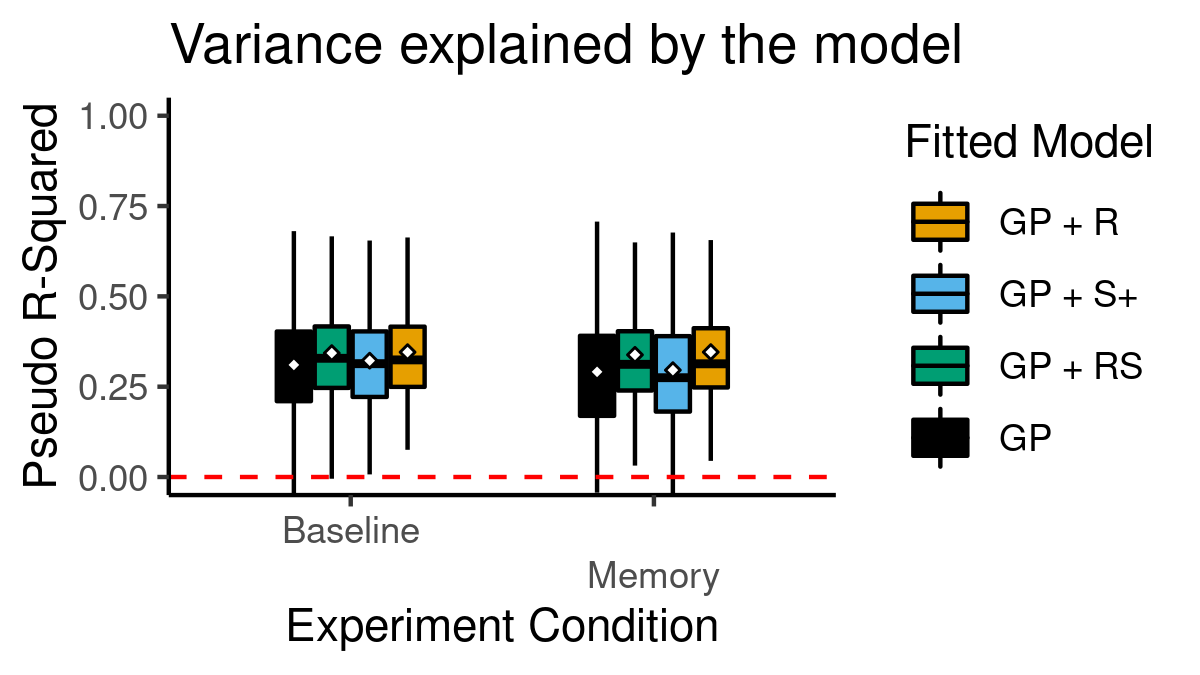 Variance explained by the model
Pseudo R-Squared
1.00
0.75
0.50
0.25
0.00
Baseline
Memory
Experiment Condition
Fitted Model
GP + R
GP + S+
GP + RS
GP